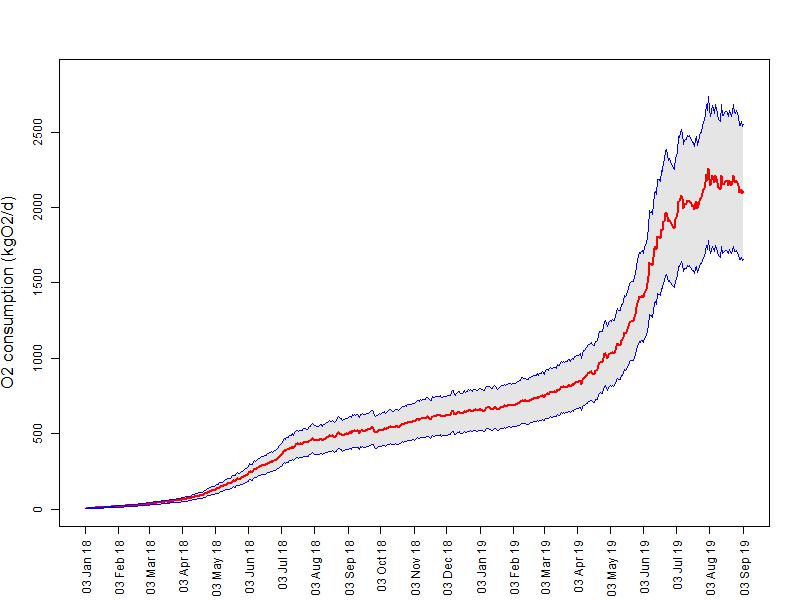 O2 consumption (kgO2/d)
2500
2000
1500
1000
500
0
03 Jan 18
03 Feb 18
03 Mar 18
03 Apr 18
03 May 18
03 Jun 18
03 Jul 18
03 Aug 18
03 Sep 18
03 Oct 18
03 Nov 18
03 Dec 18
03 Jan 19
03 Feb 19
03 Mar 19
03 Apr 19
03 May 19
03 Jun 19
03 Jul 19
03 Aug 19
03 Sep 19